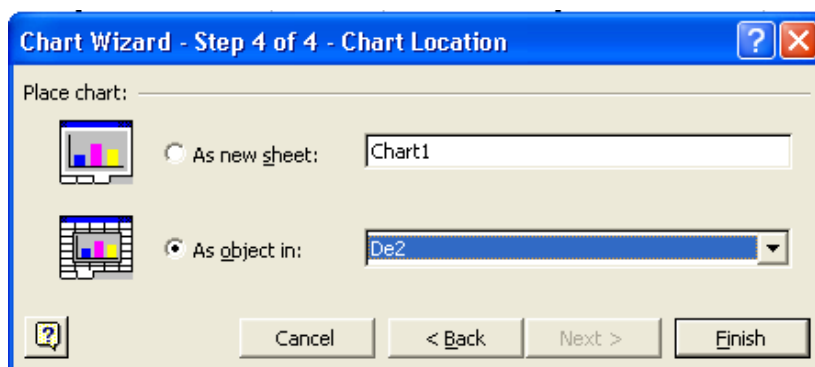 Chart Wizard - Step 4 of 4 - Chart Location
Place chart:
As new sheet: Chart1
As object in: De2
Cancel < Back Next > Finish